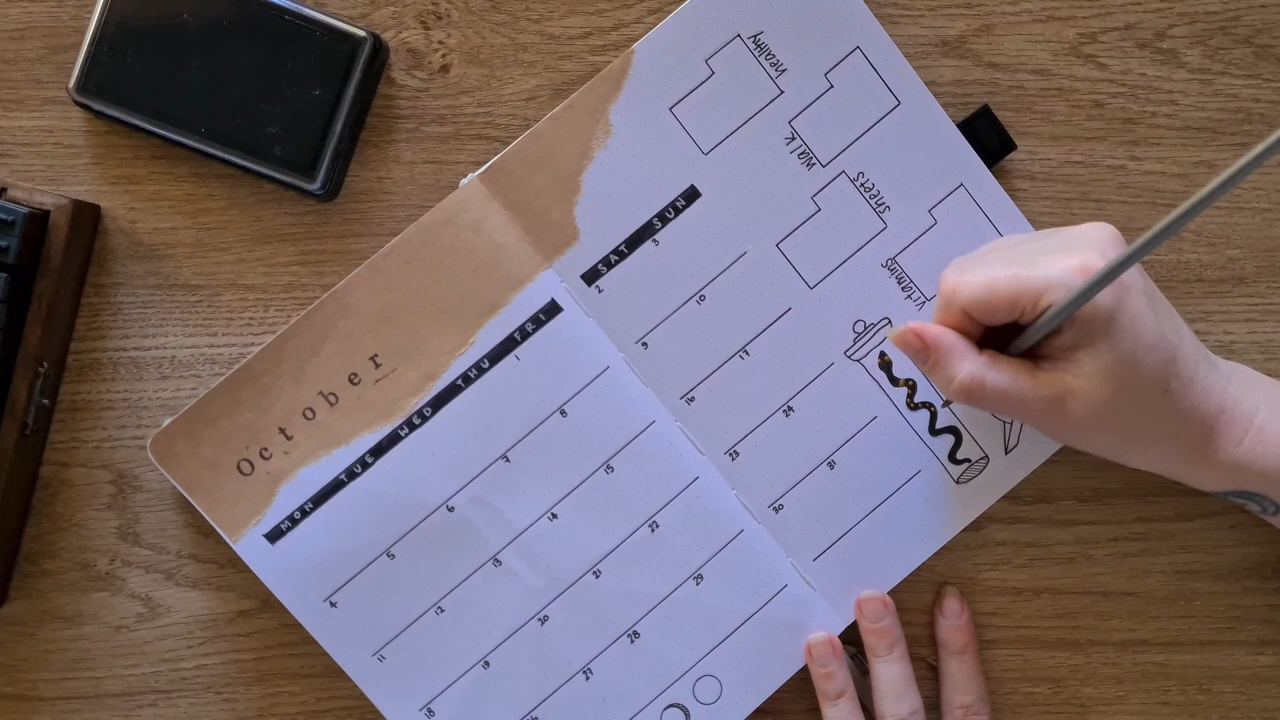 October
MON TUE WED THU FRI SAT SUN
1 2 3
4 5 6 7 8 9 10
11 12 13 14 15 16 17
18 19 20 21 22 23 24
27 28 29 30 31
healthy
walk
sheets
vitamins